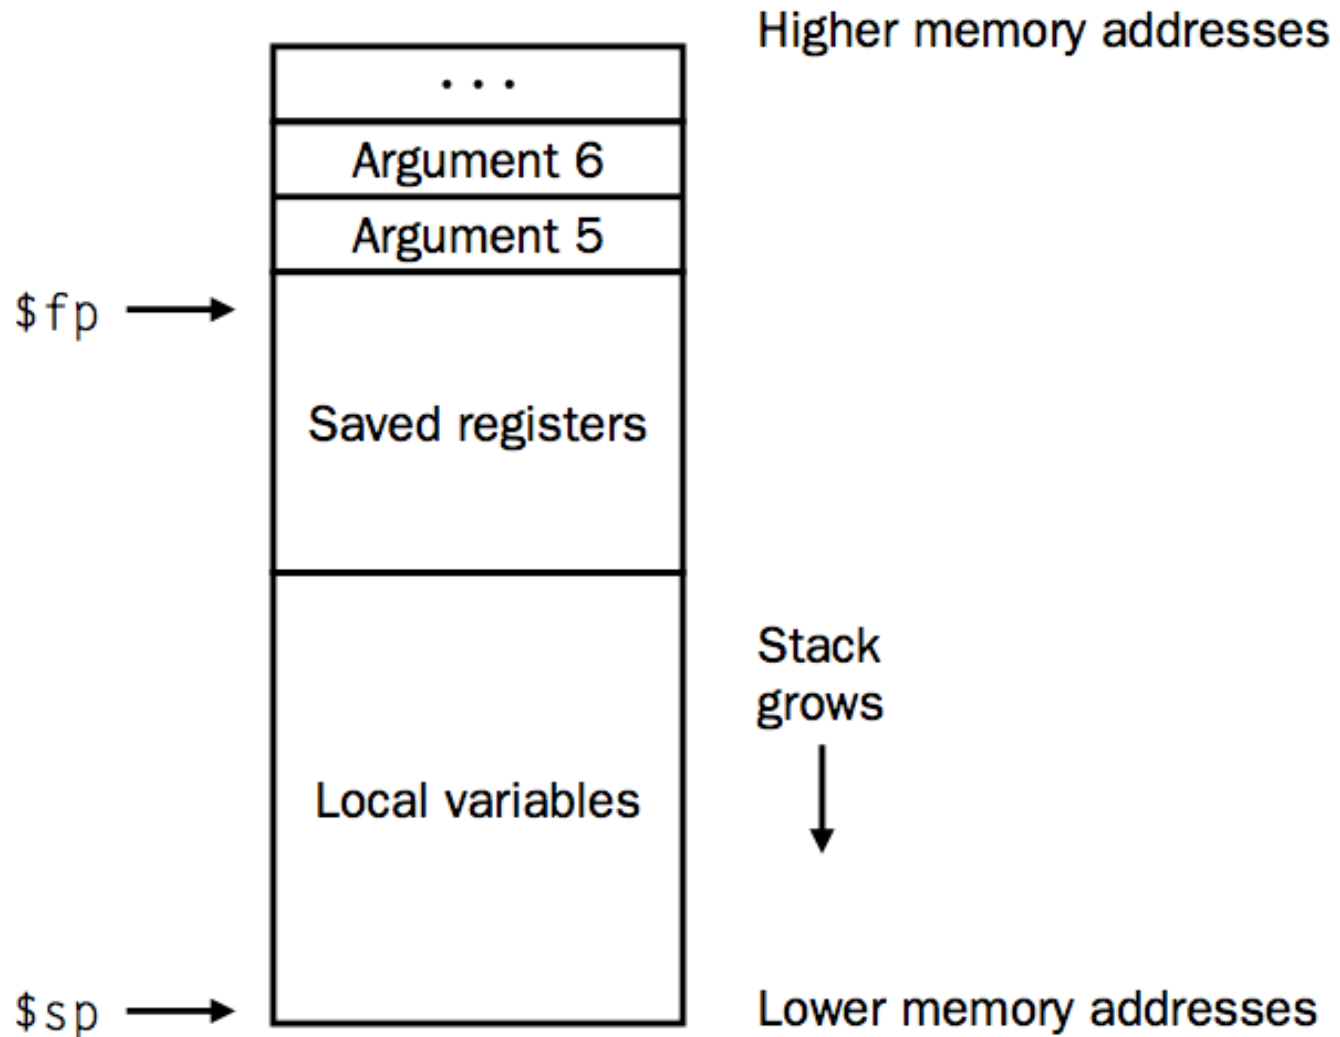 Higher memory addresses
. . .
Argument 6
Argument 5
$fp
Saved registers
Stack
grows
Local variables
$sp
Lower memory addresses